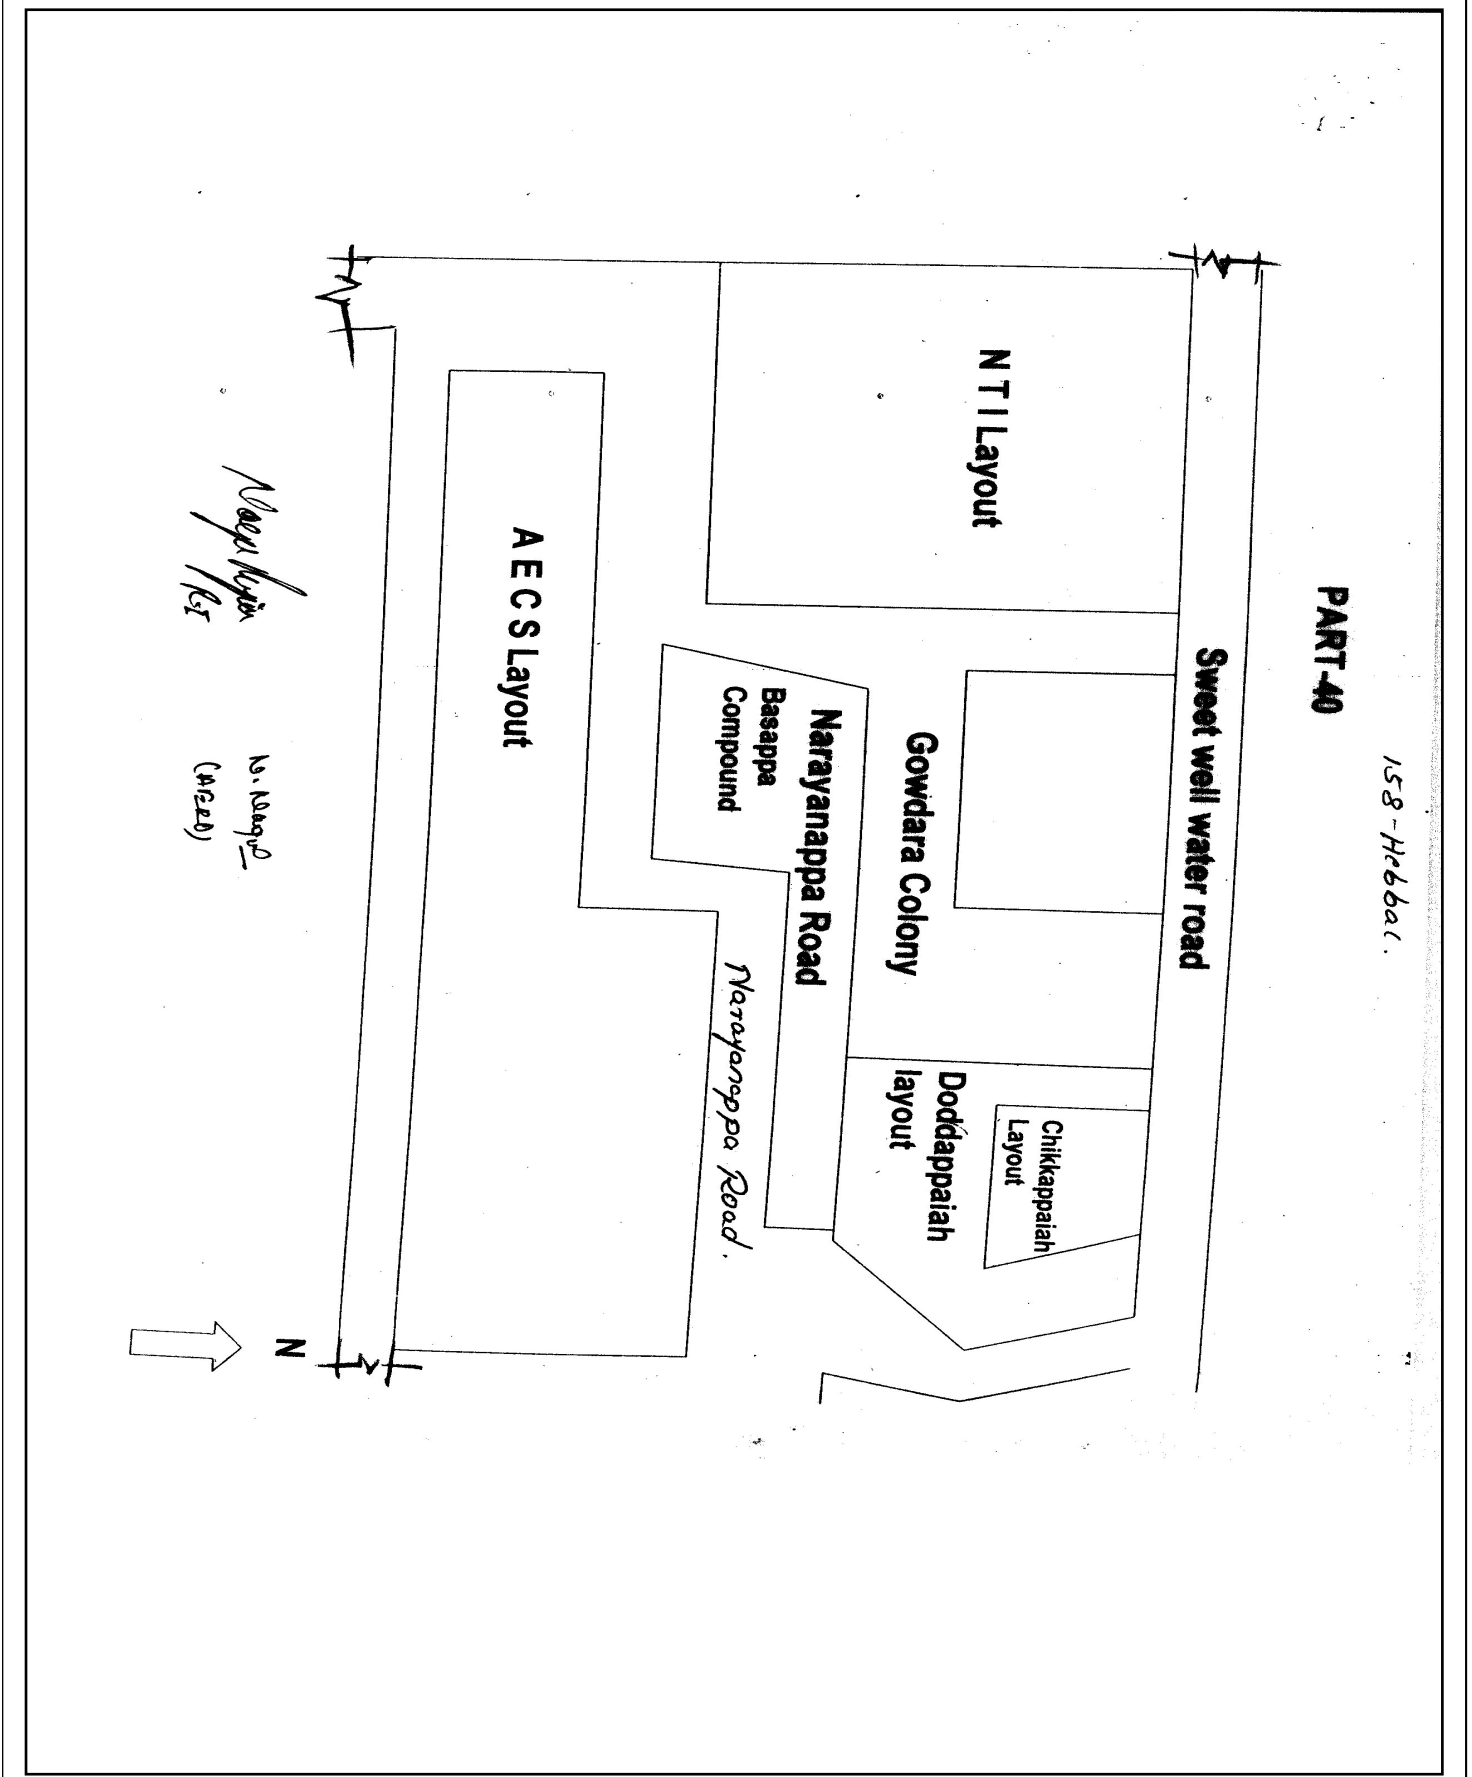 158-Hebbal.
PART-40
Sweet well water road
N T I Layout
Chikkappaiah
Layout
Doddappaiah
layout
Gowdara Colony
Narayanappa Road
Basappa
Compound
Narayanappa Road.
A E C S Layout
N